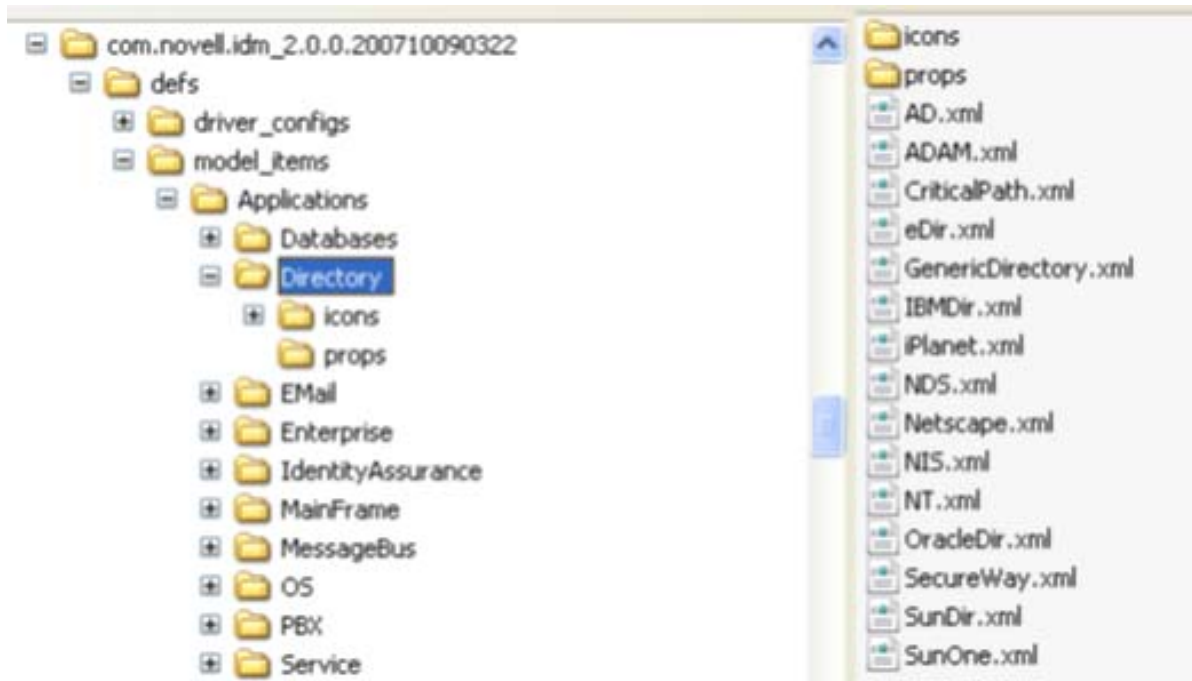 com.novell.idm_2.0.0.200710090322
defs
driver_configs
model_items
Applications
Databases
Directory
icons
props
EMail
Enterprise
IdentityAssurance
MainFrame
MessageBus
OS
PBX
Service
icons
props
AD.xml
ADAM.xml
CriticalPath.xml
eDir.xml
GenericDirectory.xml
IBMDir.xml
iPlanet.xml
NDS.xml
Netscape.xml
NIS.xml
NT.xml
OracleDir.xml
SecureWay.xml
SunDir.xml
SunOne.xml